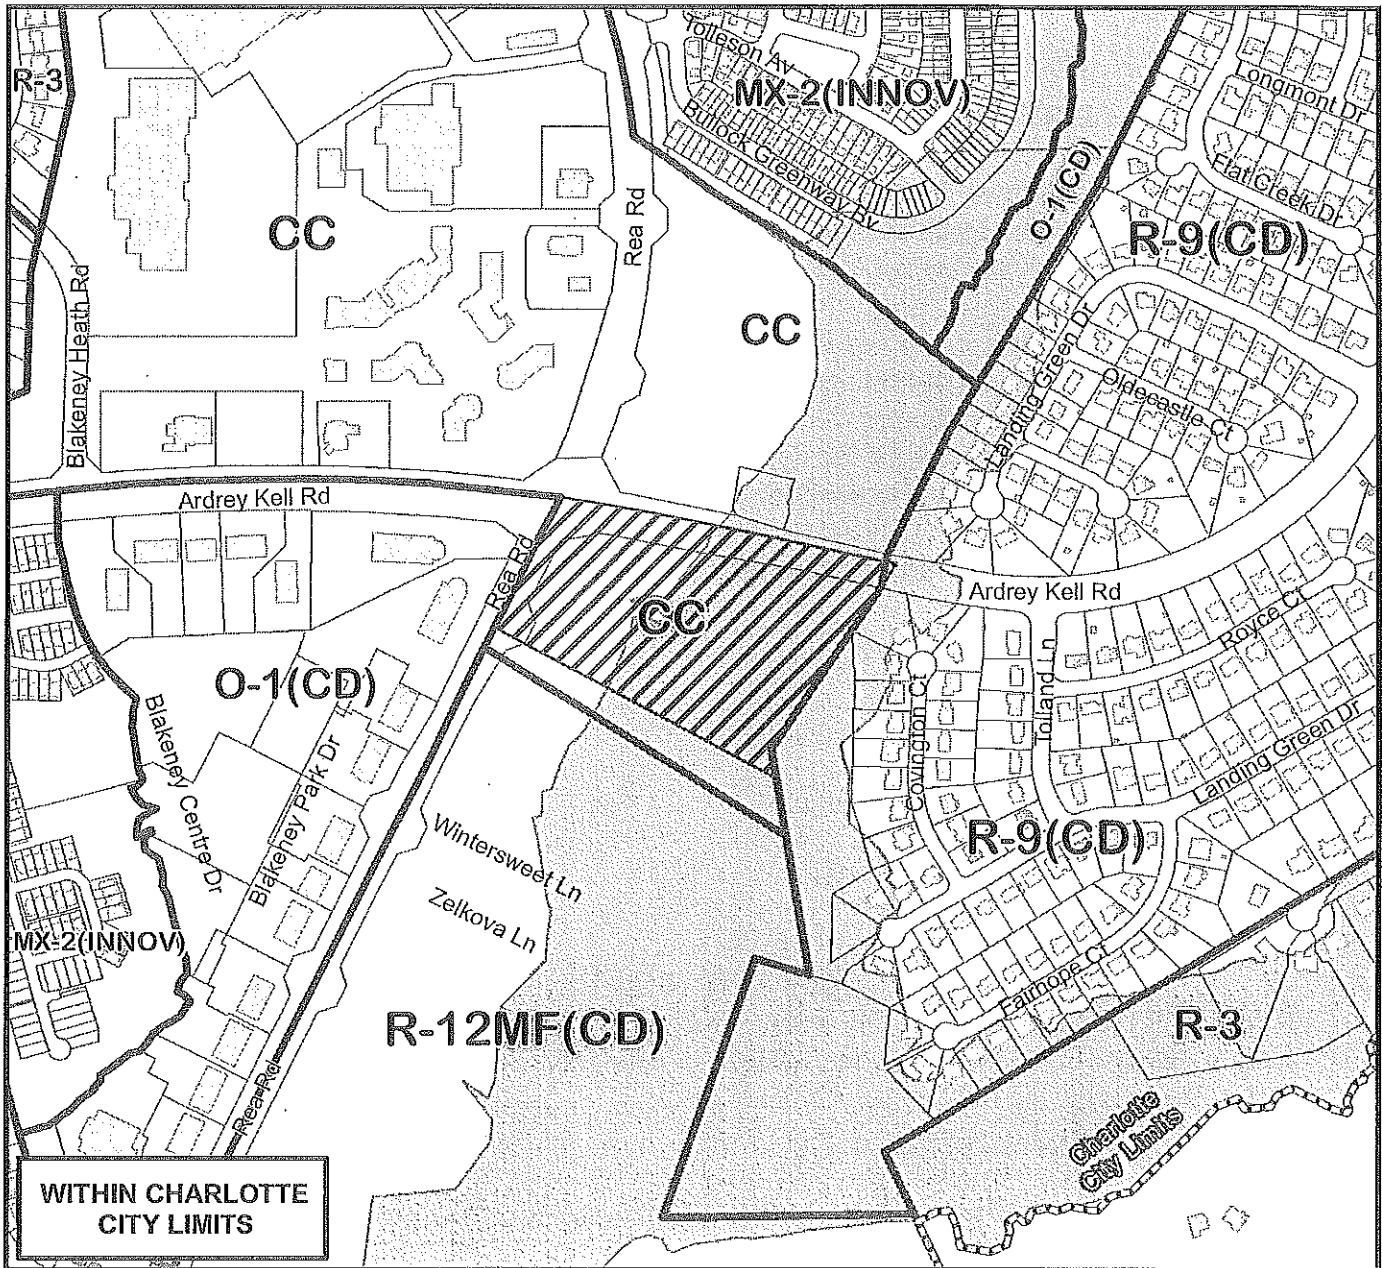 R-3
Tolleson Av
MX-2(INNOV)
Bullock Greenway Bv
Longmont Dr
Flat Creek Dr
O-1(CD)
R-9(CD)
CC
Rea Rd
Blakeney Heath Rd
CC
Landing Green Dr
Oldecastle Ct
Ardrey Kell Rd
Rea Rd
CC
Ardrey Kell Rd
Royce Ct
Tolland Ln
Covington Ct
Landing Green Dr
O-1(CD)
Blakeney Centre Dr
Blakeney Park Dr
Wintersweet Ln
Zelkova Ln
R-9(CD)
MX-2(INNOV)
Fairhope Ct
R-12MF(CD)
R-3
Rea Rd
Charlotte
City Limits
WITHIN CHARLOTTE
CITY LIMITS